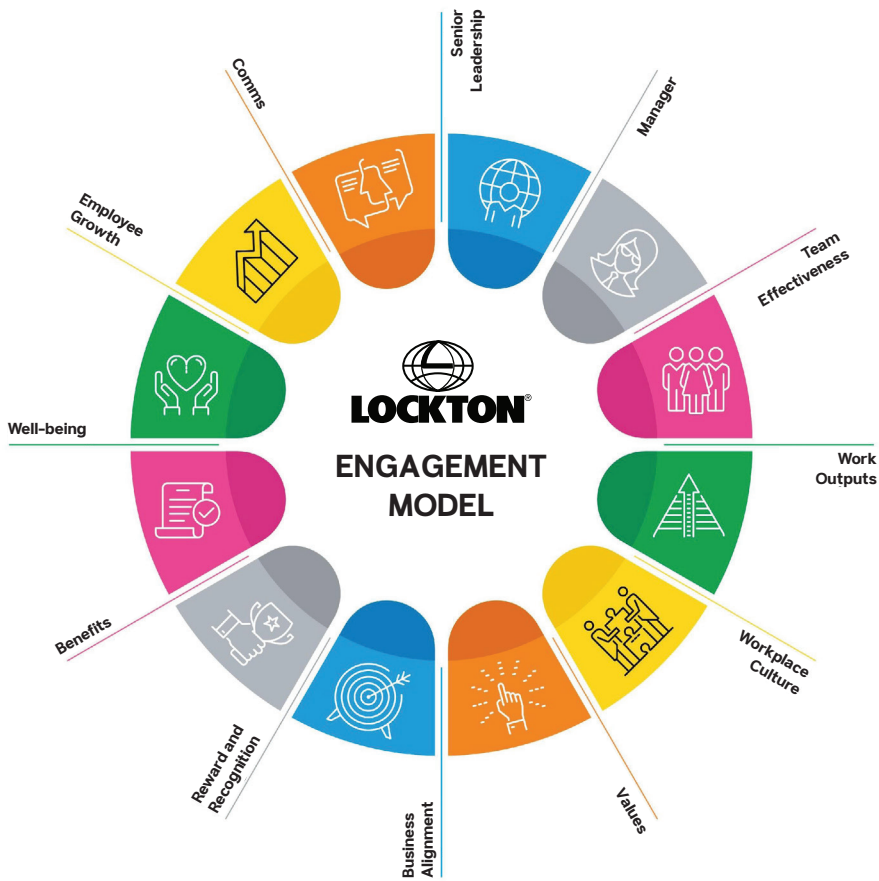 Senior
Leadership
Manager
Team
Effectiveness
Work
Outputs
Workplace
Culture
Values
Business
Alignment
Reward and
Recognition
Benefits
Well-being
Employee
Growth
Comms
LOCKTON®
ENGAGEMENT
MODEL